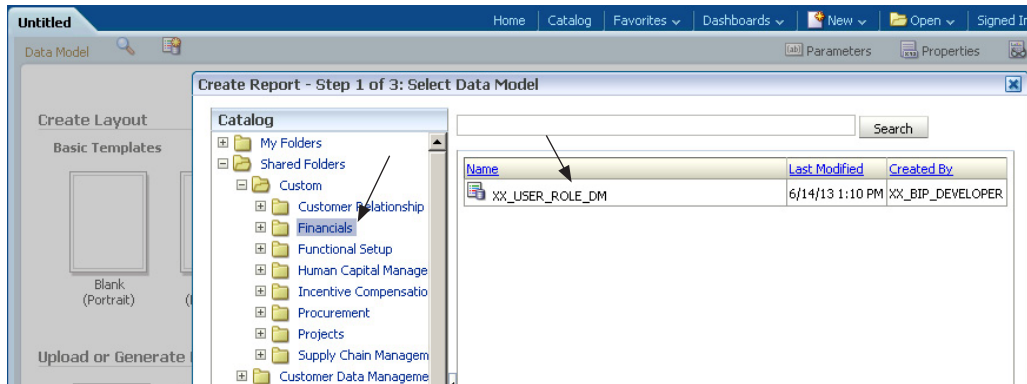 Untitled
Home Catalog Favorites Dashboards New Open Signed In
Data Model
Parameters Properties
Create Report - Step 1 of 3: Select Data Model
Create Layout
Basic Templates
Blank
(Portrait)
Upload or Generate
Catalog
My Folders
Shared Folders
Custom
Customer Relationship
Financials
Functional Setup
Human Capital Manage
Incentive Compensatio
Procurement
Projects
Supply Chain Managem
Customer Data Manageme
Search
Name Last Modified Created By
XX_USER_ROLE_DM 6/14/13 1:10 PM XX_BIP_DEVELOPER